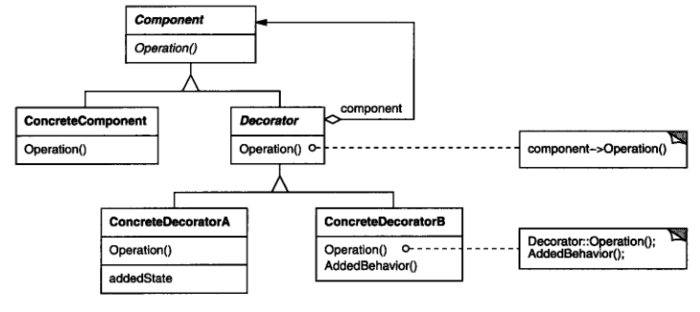 Component
Operation()
component
ConcreteComponent
Operation()
Decorator
Operation()
component->Operation()
ConcreteDecoratorA
Operation()
addedState
ConcreteDecoratorB
Operation()
AddedBehavior()
Decorator::Operation();
AddedBehavior();